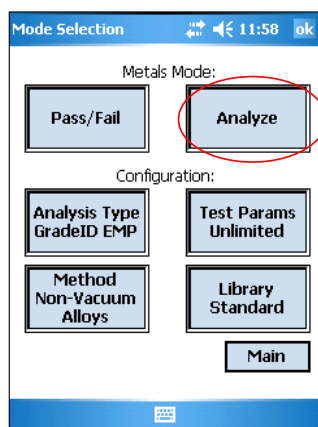 Mode Selection 11:58 ok
Metals Mode:
Pass/Fail
Analyze
Configuration:
Analysis Type
GradeID EMP
Test Params
Unlimited
Method
Non-Vacuum
Alloys
Library
Standard
Main